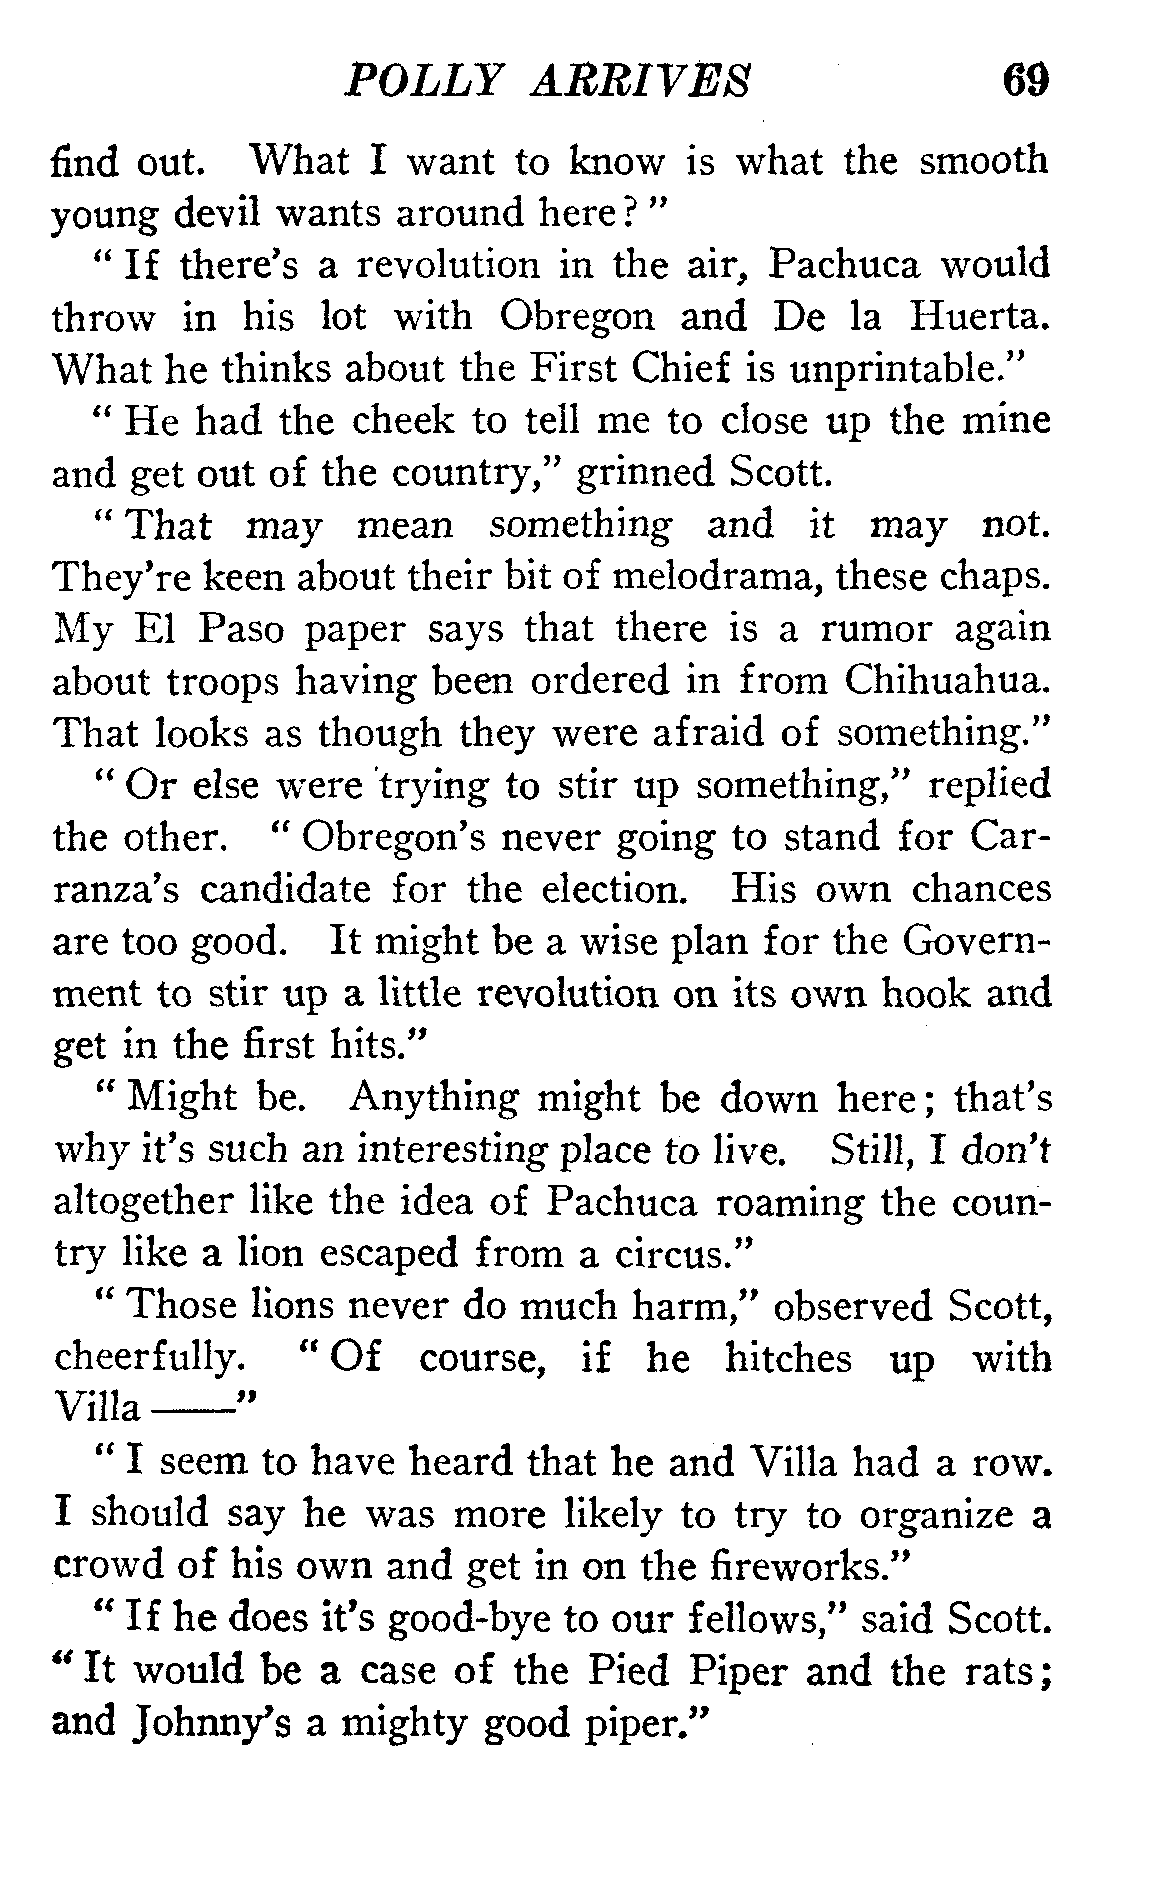 POLLY ARRIVES 69
find out. What I want to know is what the smooth
young devil wants around here?”
“If there’s a revolution in the air, Pachuca would
throw in his lot with Obregon and De la Huerta.
What he thinks about the First Chief is unprintable.”
“He had the cheek to tell me to close up the mine
and get out of the country,” grinned Scott.
“That may mean something and it may not.
They’re keen about their bit of melodrama, these chaps.
My El Paso paper says that there is a rumor again
about troops having been ordered in from Chihuahua.
That looks as though they were afraid of something.”
“Or else were trying to stir up something,” replied
the other. “Obregon’s never going to stand for Car-
ranza’s candidate for the election. His own chances
are too good. It might be a wise plan for the Govern-
ment to stir up a little revolution on its own hook and
get in the first hits.”
“Might be. Anything might be down here; that’s
why it’s such an interesting place to live. Still, I don’t
altogether like the idea of Pachuca roaming the coun-
try like a lion escaped from a circus.”
“Those lions never do much harm,” observed Scott,
cheerfully. “Of course, if he hitches up with
Villa ——”
“I seem to have heard that he and Villa had a row.
I should say he was more likely to try to organize a
crowd of his own and get in on the fireworks.”
“If he does it’s good-bye to our fellows,” said Scott.
“It would be a case of the Pied Piper and the rats;
and Johnny’s a mighty good piper.”